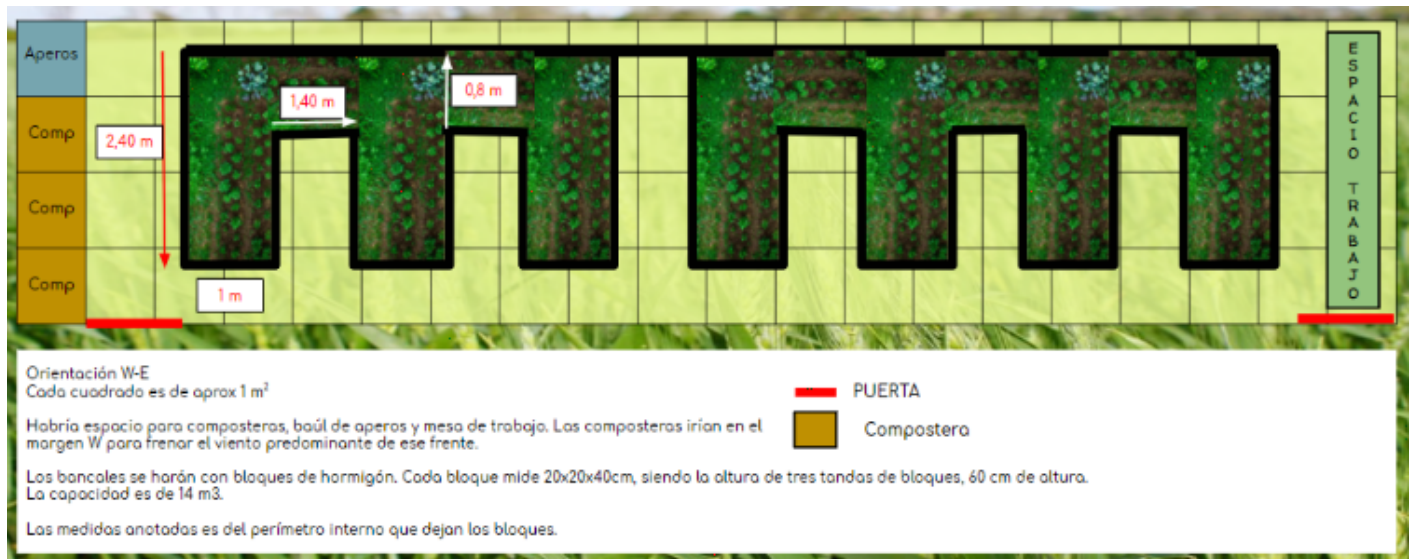 Aperos
Comp
Comp
Comp
2,40 m
1,40 m
0,8 m
1 m
ESPACIO TRABAJO
Orientación W-E
Cada cuadrado es de aprox 1 m²
Habría espacio para composteras, baúl de aperos y mesa de trabajo. Las composteras irían en el
margen W para frenar el viento predominante de ese frente.
Los bancales se harán con bloques de hormigón. Cada bloque mide 20x20x40cm, siendo la altura de tres tandas de bloques, 60 cm de altura.
La capacidad es de 14 m3.
Las medidas anotadas es del perímetro interno que dejan los bloques.
PUERTA
Compostera